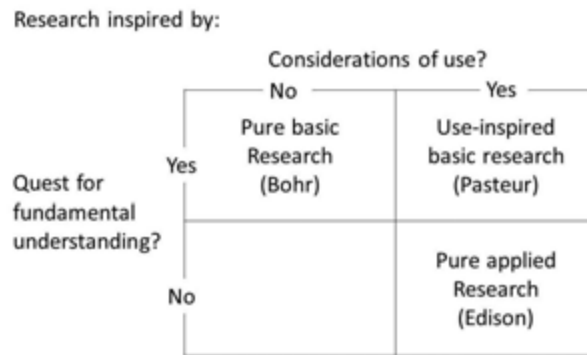 Research inspired by:
Considerations of use?
No
Yes
Quest for
fundamental
understanding?
Yes
Pure basic
Research
(Bohr)
Use-inspired
basic research
(Pasteur)
No
Pure applied
Research
(Edison)